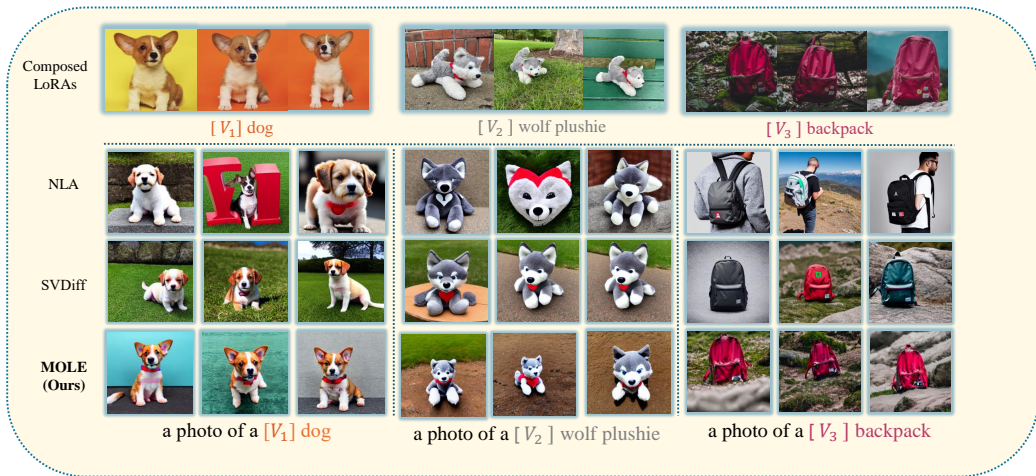 Composed
LoRAs
[V₁] dog
[V₂] wolf plushie
[V₃] backpack
NLA
SVDiff
MOLE
(Ours)
a photo of a [V₁] dog
a photo of a [V₂] wolf plushie
a photo of a [V₃] backpack